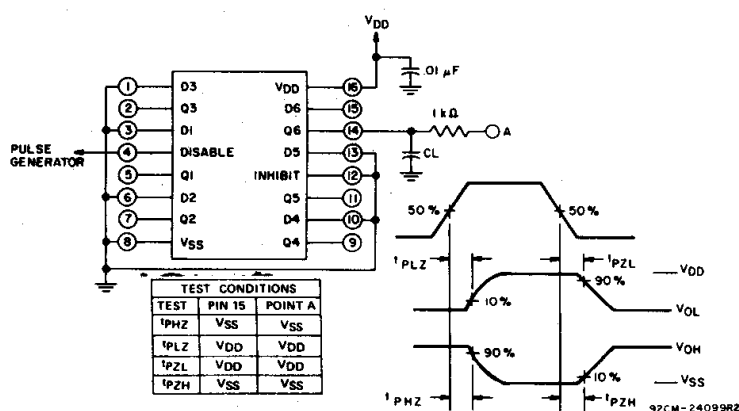 VDD
.01 µF
1 D3 VDD 16
2 Q3 D6 15
3 D1 Q6 14
1 kΩ
A
PULSE GENERATOR
4 DISABLE D5 13
CL
5 Q1 INHIBIT 12
6 D2 Q5 11
7 Q2 D4 10
8 VSS Q4 9
50% 50%
tPLZ tPZL
90% VDD
10% VOL
90% VOH
10% VSS
tPHZ tPZH
TEST CONDITIONS
TEST PIN 15 POINT A
tPHZ VSS VSS
tPLZ VDD VDD
tPZL VDD VDD
tPZH VSS VSS
92CM-24099R2